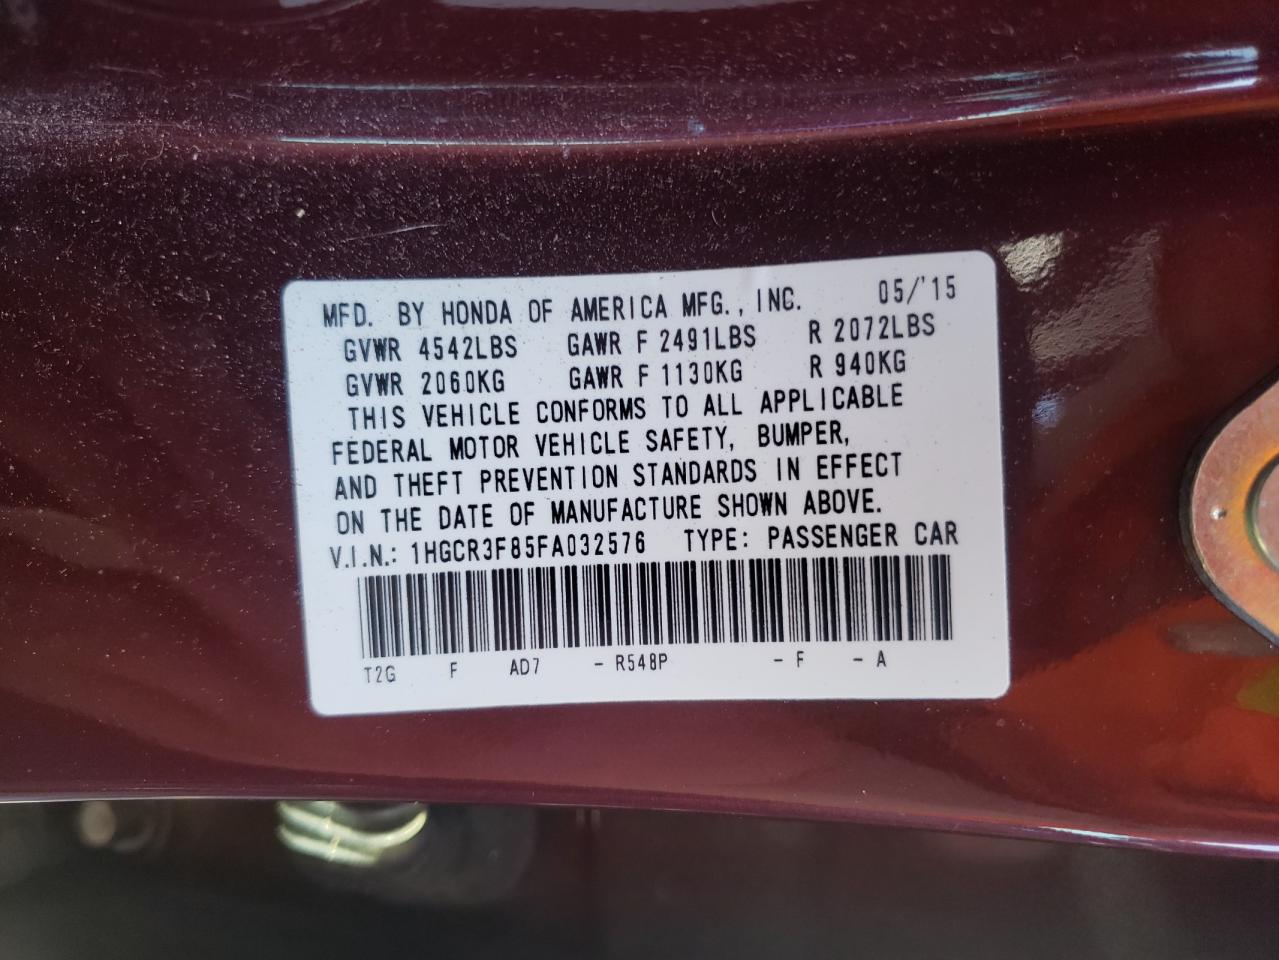 MFD. BY HONDA OF AMERICA MFG., INC. 05/'15
GVWR 4542LBS GAWR F 2491LBS R 2072LBS
GVWR 2060KG GAWR F 1130KG R 940KG
THIS VEHICLE CONFORMS TO ALL APPLICABLE
FEDERAL MOTOR VEHICLE SAFETY, BUMPER,
AND THEFT PREVENTION STANDARDS IN EFFECT
ON THE DATE OF MANUFACTURE SHOWN ABOVE.
V.I.N.: 1HGCR3F85FA032576 TYPE: PASSENGER CAR
T2G F AD7 - R548P - F - A